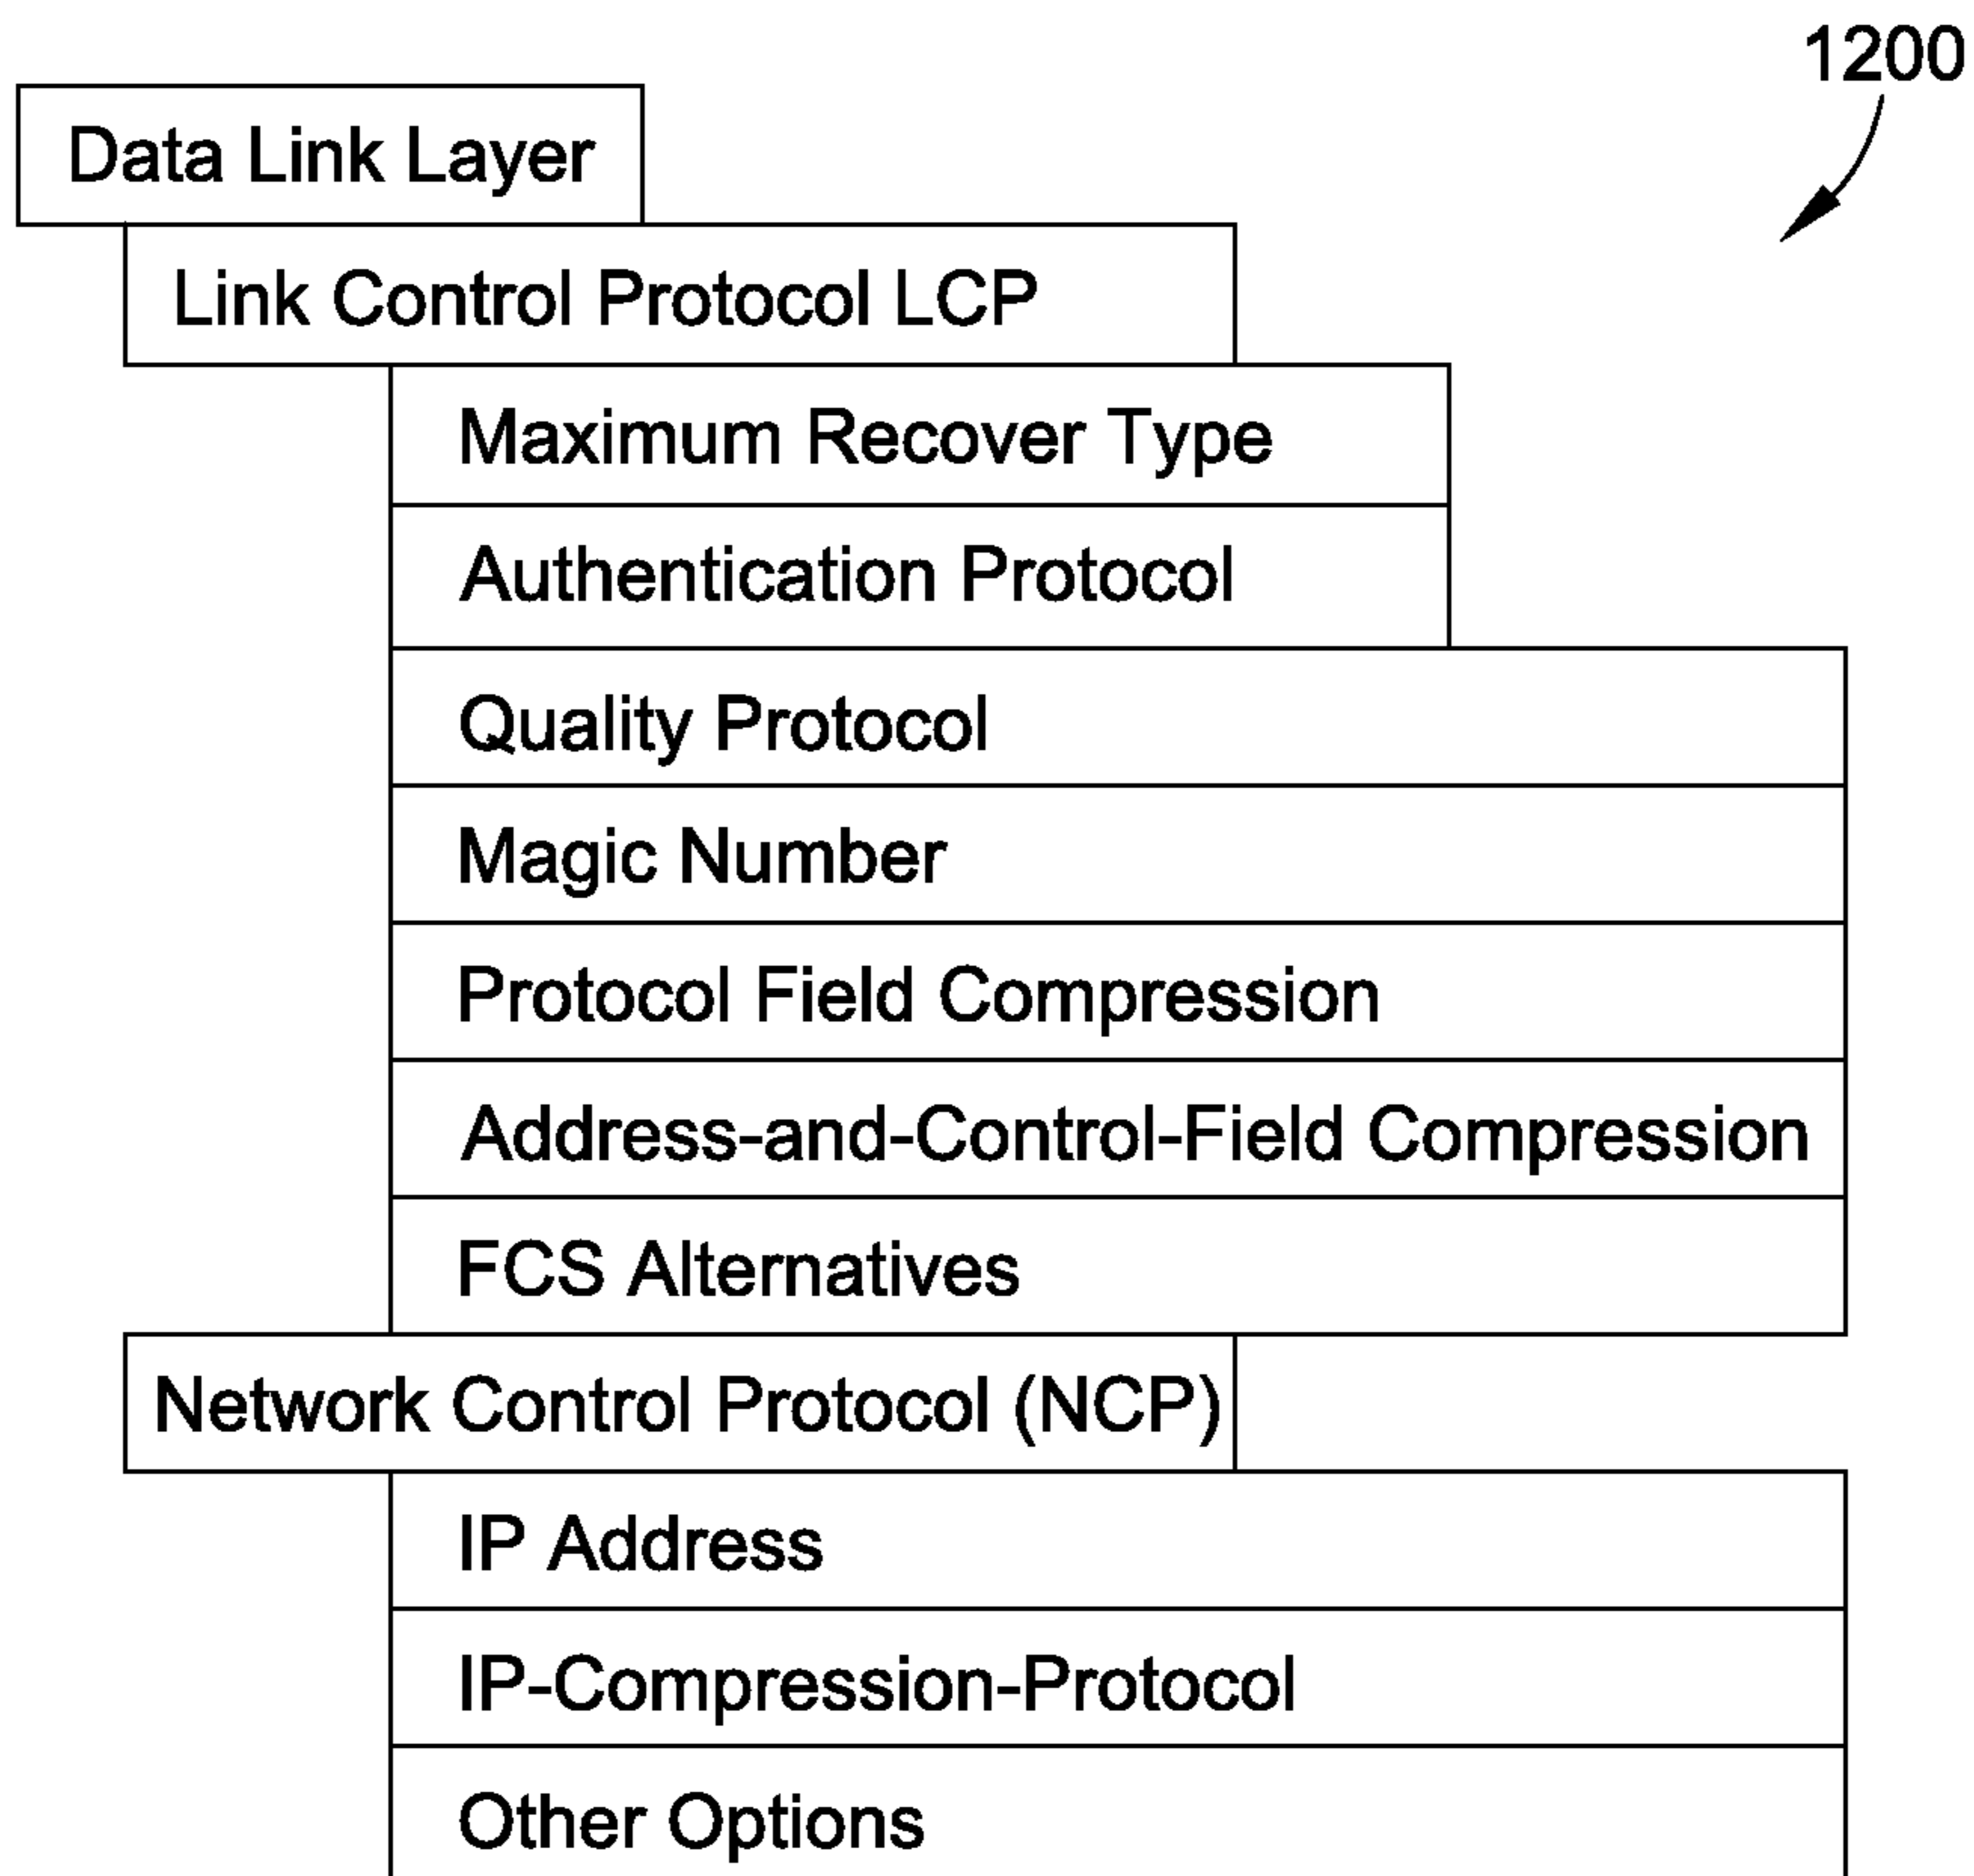 1200
Data Link Layer
Link Control Protocol LCP
Maximum Recover Type
Authentication Protocol
Quality Protocol
Magic Number
Protocol Field Compression
Address-and-Control-Field Compression
FCS Alternatives
Network Control Protocol (NCP)
IP Address
IP-Compression-Protocol
Other Options